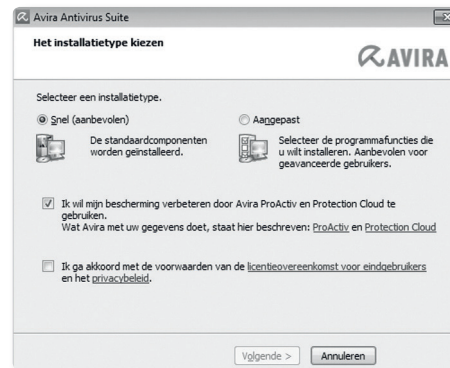 Avira Antivirus Suite
Het installatietype kiezen
AVIRA
Selecteer een installatietype.
Snel (aanbevolen)
De standaardcomponenten
worden geïnstalleerd.
Aangepast
Selecteer de programmafuncties die
u wilt installeren. Aanbevolen voor
geavanceerde gebruikers.
Ik wil mijn bescherming verbeteren door Avira ProActiv en Protection Cloud te
gebruiken.
Wat Avira met uw gegevens doet, staat hier beschreven: ProActiv en Protection Cloud
Ik ga akkoord met de voorwaarden van de licentieovereenkomst voor eindgebruikers
en het privacybeleid.
Volgende >
Annuleren